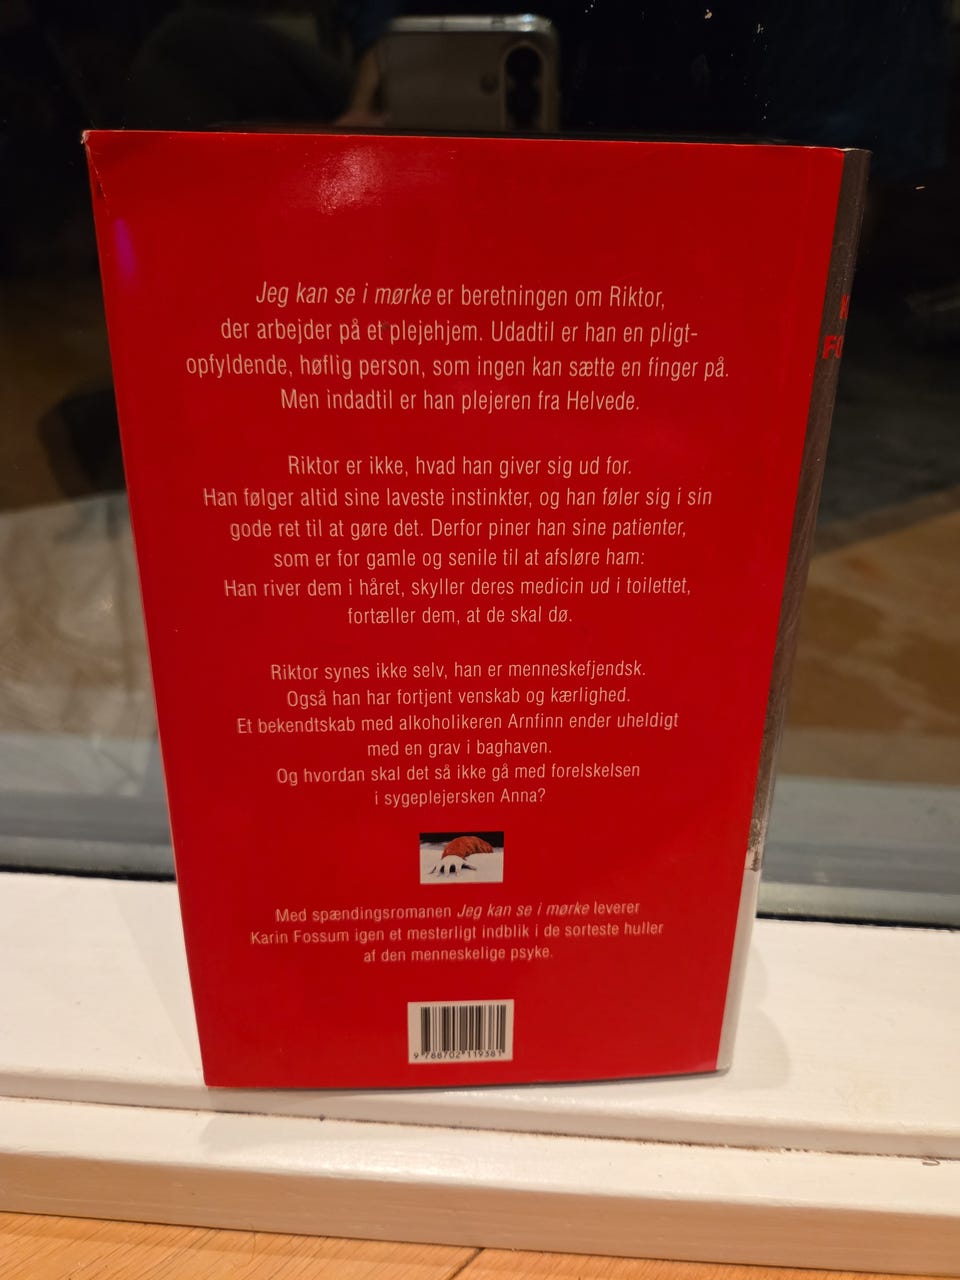 Jeg kan se i mørke er beretningen om Riktor,
der arbejder på et plejehjem. Udadtil er han en pligt-
opfyldende, høflig person, som ingen kan sætte en finger på.
Men indadtil er han plejeren fra Helvede.
Riktor er ikke, hvad han giver sig ud for.
Han følger altid sine laveste instinkter, og han føler sig i sin
gode ret til at gøre det. Derfor piner han sine patienter,
som er for gamle og senile til at afsløre ham:
Han river dem i håret, skyller deres medicin ud i toilettet,
fortæller dem, at de skal dø.
Riktor synes ikke selv, han er menneskefjendsk.
Også han har fortjent venskab og kærlighed.
Et bekendtskab med alkoholikeren Arnfinn ender uheldigt
med en grav i baghaven.
Og hvordan skal det så ikke gå med forelskelsen
i sygeplejersken Anna?
Med spændingsromanen Jeg kan se i mørke leverer
Karin Fossum igen et mesterligt indblik i de sorteste huller
af den menneskelige psyke.
9 788702 119381